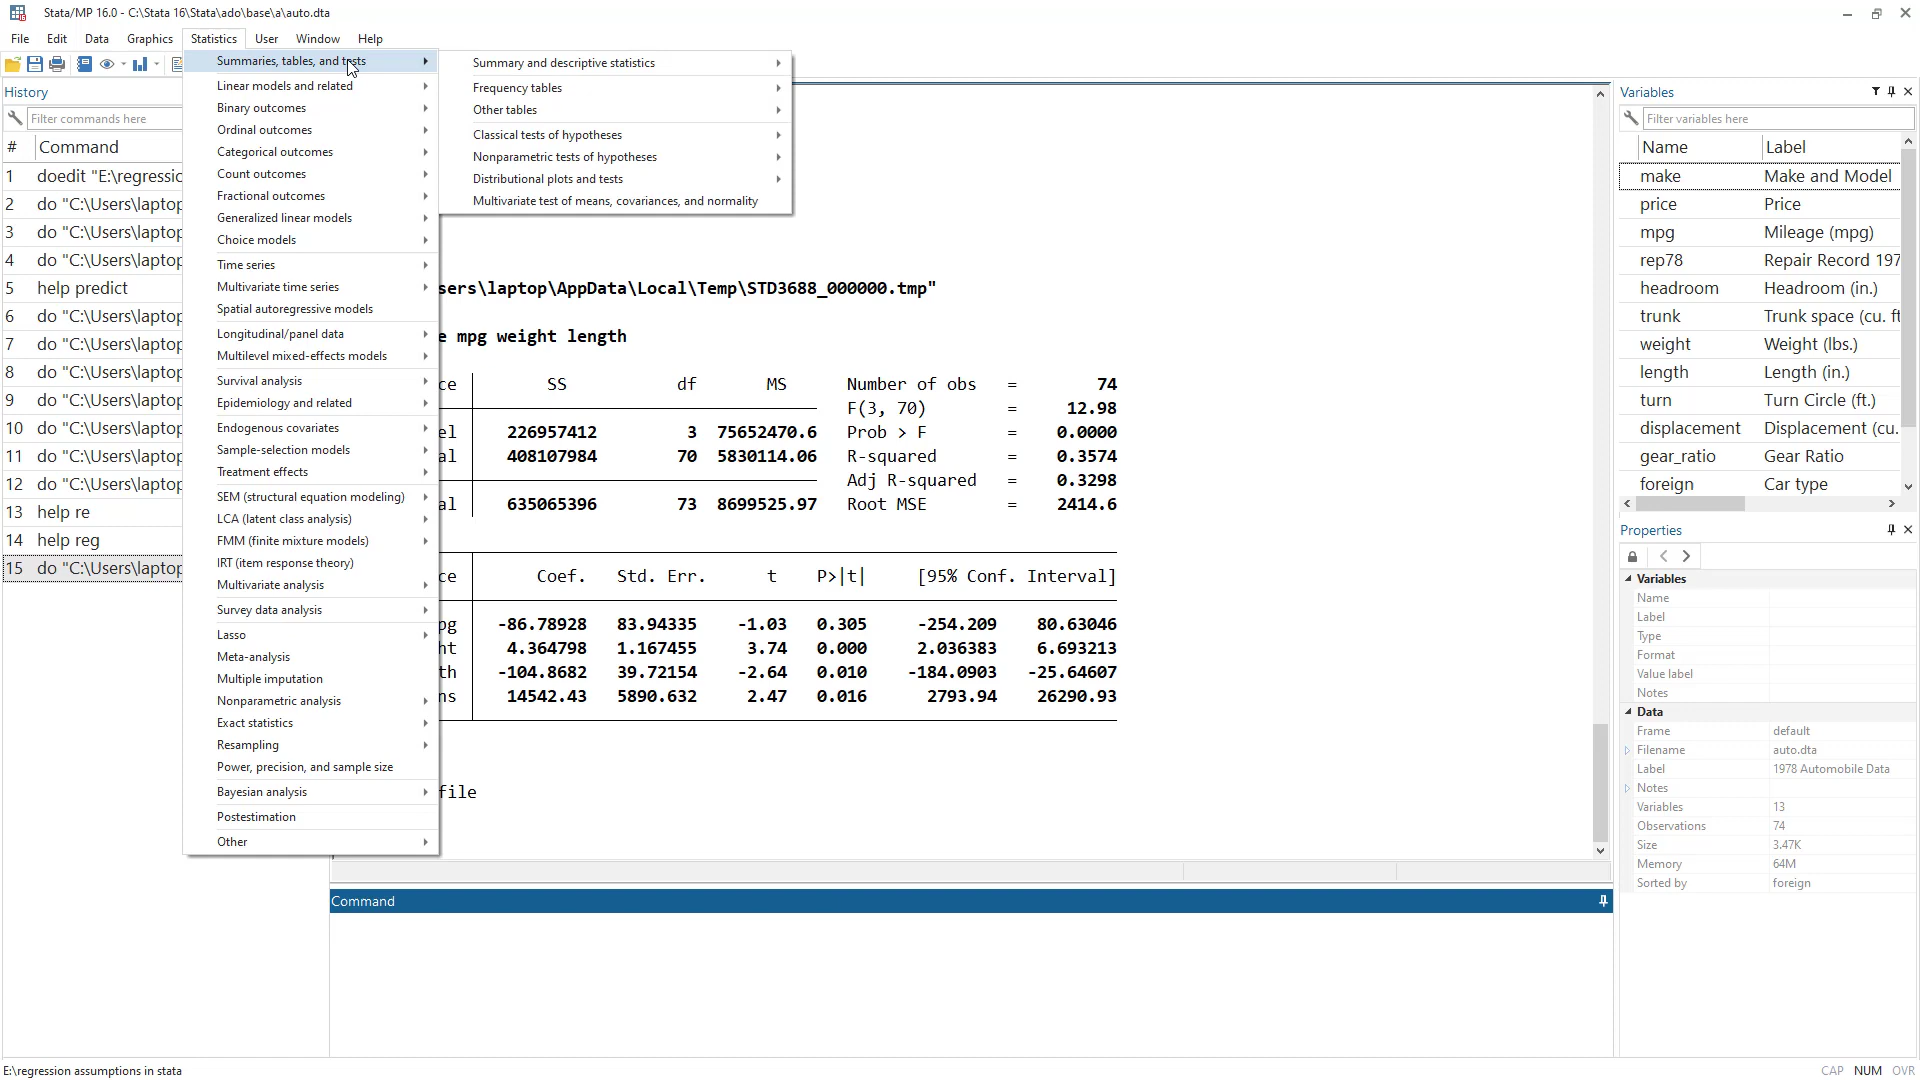 Stata/MP 16.0 - C:\Stata 16\Stata\ado\base\a\auto.dta
File Edit Data Graphics Statistics User Window Help
History
Filter commands here
# Command
1 doedit "E:\regressic
2 do "C:\Users\laptop
3 do "C:\Users\laptop
4 do "C:\Users\laptop
5 help predict
6 do "C:\Users\laptop
7 do "C:\Users\laptop
8 do "C:\Users\laptop
9 do "C:\Users\laptop
10 do "C:\Users\laptop
11 do "C:\Users\laptop
12 do "C:\Users\laptop
13 help re
14 help reg
15 do "C:\Users\laptop
Summaries, tables, and tests
Linear models and related
Binary outcomes
Ordinal outcomes
Categorical outcomes
Count outcomes
Fractional outcomes
Generalized linear models
Choice models
Time series
Multivariate time series
Spatial autoregressive models
Longitudinal/panel data
Multilevel mixed-effects models
Survival analysis
Epidemiology and related
Endogenous covariates
Sample-selection models
Treatment effects
SEM (structural equation modeling)
LCA (latent class analysis)
FMM (finite mixture models)
IRT (item response theory)
Multivariate analysis
Survey data analysis
Lasso
Meta-analysis
Multiple imputation
Nonparametric analysis
Exact statistics
Resampling
Power, precision, and sample size
Bayesian analysis
Postestimation
Other
Summary and descriptive statistics
Frequency tables
Other tables
Classical tests of hypotheses
Nonparametric tests of hypotheses
Distributional plots and tests
Multivariate test of means, covariances, and normality
sers\laptop\AppData\Local\Temp\STD3688_000000.tmp"
e mpg weight length
ce SS df MS Number of obs = 74
F(3, 70) = 12.98
el 226957412 3 75652470.6 Prob > F = 0.0000
al 408107984 70 5830114.06 R-squared = 0.3574
Adj R-squared = 0.3298
al 635065396 73 8699525.97 Root MSE = 2414.6
ce Coef. Std. Err. t P>|t| [95% Conf. Interval]
pg -86.78928 83.94335 -1.03 0.305 -254.209 80.63046
ht 4.364798 1.167455 3.74 0.000 2.036383 6.693213
th -104.8682 39.72154 -2.64 0.010 -184.0903 -25.64607
ns 14542.43 5890.632 2.47 0.016 2793.94 26290.93
file
Command
Variables
Filter variables here
Name Label
make Make and Model
price Price
mpg Mileage (mpg)
rep78 Repair Record 197
headroom Headroom (in.)
trunk Trunk space (cu. ft
weight Weight (lbs.)
length Length (in.)
turn Turn Circle (ft.)
displacement Displacement (cu.
gear_ratio Gear Ratio
foreign Car type
Properties
Variables
Name
Label
Type
Format
Value label
Notes
Data
Frame default
Filename auto.dta
Label 1978 Automobile Data
Notes
Variables 13
Observations 74
Size 3.47K
Memory 64M
Sorted by foreign
E:\regression assumptions in stata
CAP NUM OVR